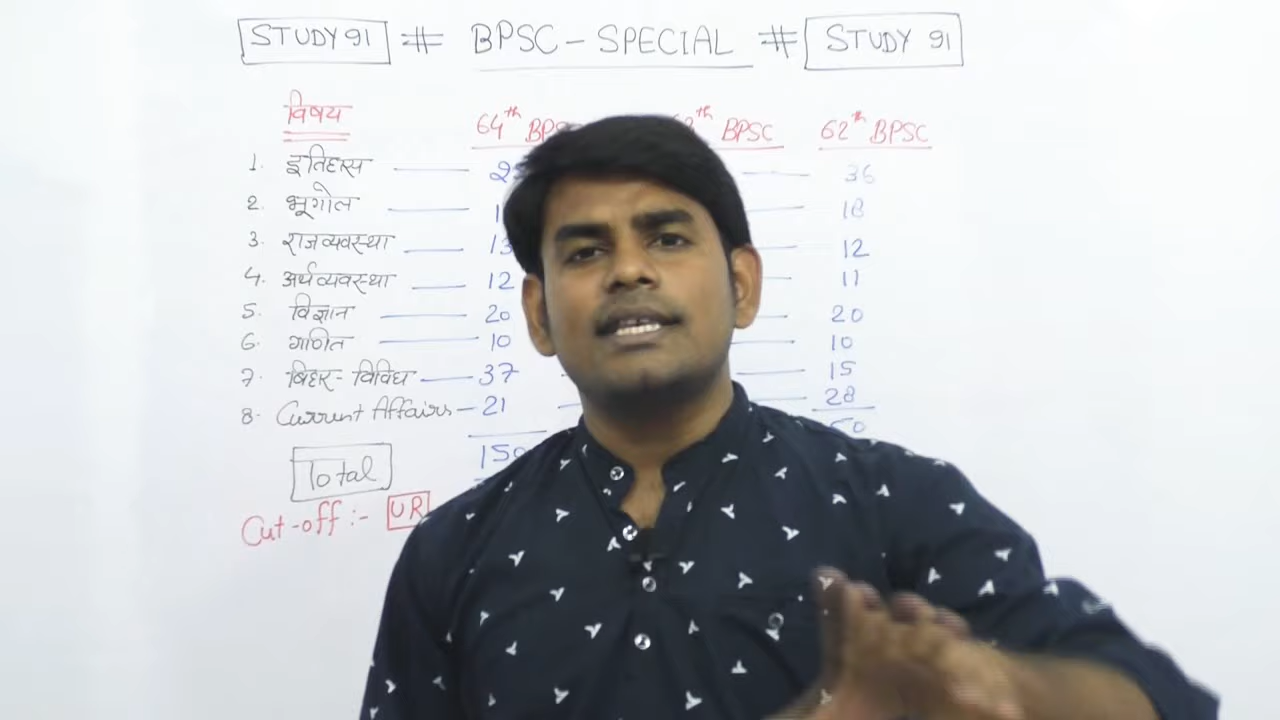 STUDY 91 # BPSC - SPECIAL # STUDY 91
विषय 64th BPSC 62th BPSC
1. इतिहास 36
2. भूगोल 18
3. राजव्यवस्था 13 12
4. अर्थव्यवस्था 12 11
5. विज्ञान 20 20
6. गणित 10 10
7. बिहार-विविध 37 15
8. Current Affairs 21 28
Total 150
Cut-off :- UR